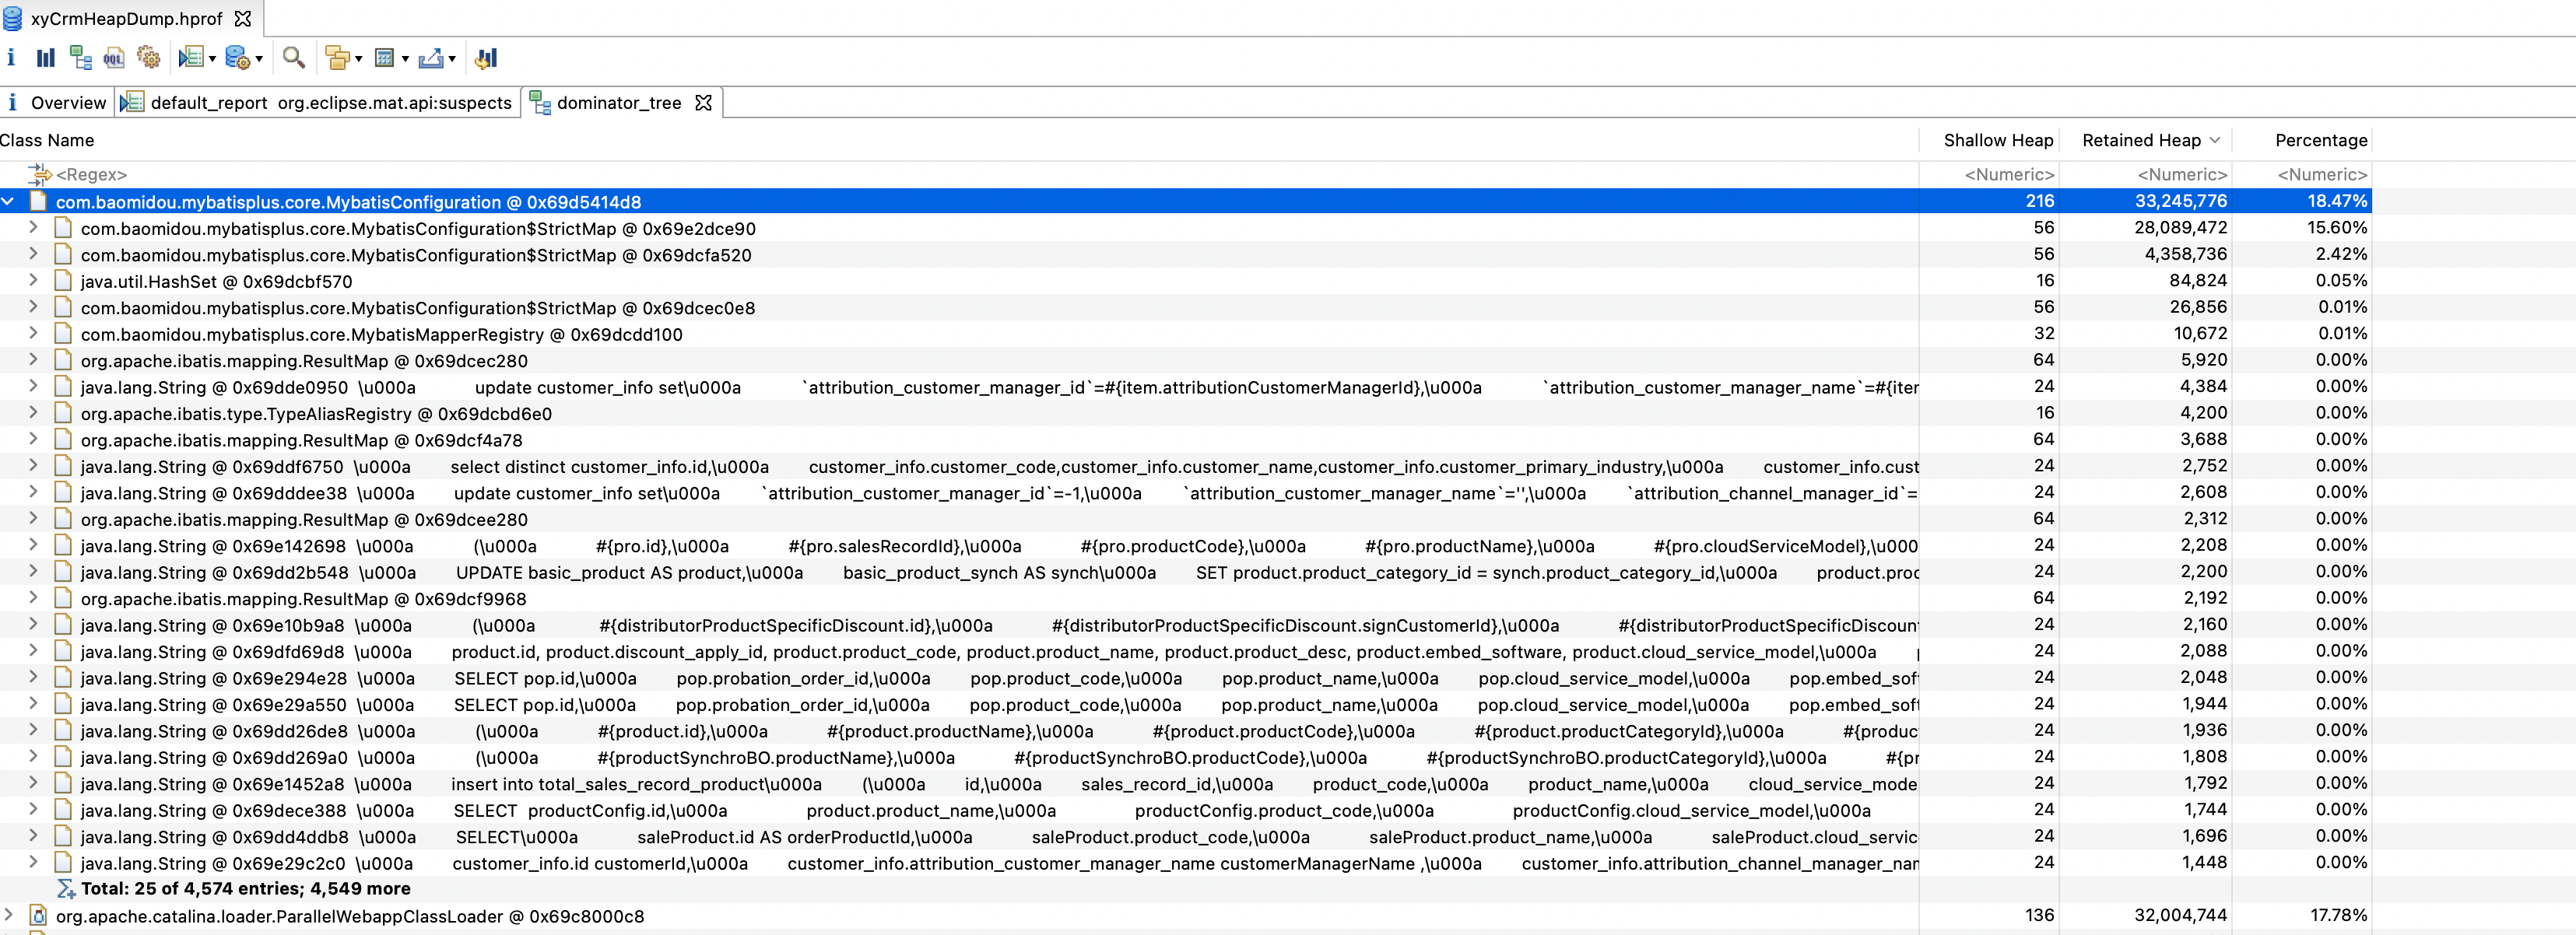 xyCrmHeapDump.hprof
Overview default_report org.eclipse.mat.api:suspects dominator_tree
Class Name Shallow Heap Retained Heap Percentage
<Regex> <Numeric> <Numeric> <Numeric>
com.baomidou.mybatisplus.core.MybatisConfiguration @ 0x69d5414d8 216 33,245,776 18.47%
com.baomidou.mybatisplus.core.MybatisConfiguration$StrictMap @ 0x69e2dce90 56 28,089,472 15.60%
com.baomidou.mybatisplus.core.MybatisConfiguration$StrictMap @ 0x69dcfa520 56 4,358,736 2.42%
java.util.HashSet @ 0x69dcbf570 16 84,824 0.05%
com.baomidou.mybatisplus.core.MybatisConfiguration$StrictMap @ 0x69dcec0e8 56 26,856 0.01%
com.baomidou.mybatisplus.core.MybatisMapperRegistry @ 0x69dcdd100 32 10,672 0.01%
org.apache.ibatis.mapping.ResultMap @ 0x69dcec280 64 5,920 0.00%
java.lang.String @ 0x69dde0950 \u000a update customer_info set\u000a `attribution_customer_manager_id`=#{item.attributionCustomerManagerId},\u000a `attribution_customer_manager_name`=#{iter 24 4,384 0.00%
org.apache.ibatis.type.TypeAliasRegistry @ 0x69dcbd6e0 16 4,200 0.00%
org.apache.ibatis.mapping.ResultMap @ 0x69dcf4a78 64 3,688 0.00%
java.lang.String @ 0x69ddf6750 \u000a select distinct customer_info.id,\u000a customer_info.customer_code,customer_info.customer_name,customer_info.customer_primary_industry,\u000a customer_info.cust 24 2,752 0.00%
java.lang.String @ 0x69dddee38 \u000a update customer_info set\u000a `attribution_customer_manager_id`=-1,\u000a `attribution_customer_manager_name`='',\u000a `attribution_channel_manager_id`= 24 2,608 0.00%
org.apache.ibatis.mapping.ResultMap @ 0x69dcee280 64 2,312 0.00%
java.lang.String @ 0x69e142698 \u000a (\u000a #{pro.id},\u000a #{pro.salesRecordId},\u000a #{pro.productCode},\u000a #{pro.productName},\u000a #{pro.cloudServiceModel},\u000 24 2,208 0.00%
java.lang.String @ 0x69dd2b548 \u000a UPDATE basic_product AS product,\u000a basic_product_synch AS synch\u000a SET product.product_category_id = synch.product_category_id,\u000a product.proc 24 2,200 0.00%
org.apache.ibatis.mapping.ResultMap @ 0x69dcf9968 64 2,192 0.00%
java.lang.String @ 0x69e10b9a8 \u000a (\u000a #{distributorProductSpecificDiscount.id},\u000a #{distributorProductSpecificDiscount.signCustomerId},\u000a #{distributorProductSpecificDiscount 24 2,160 0.00%
java.lang.String @ 0x69dfd69d8 \u000a product.id, product.discount_apply_id, product.product_code, product.product_name, product.product_desc, product.embed_software, product.cloud_service_model,\u000a 24 2,088 0.00%
java.lang.String @ 0x69e294e28 \u000a SELECT pop.id,\u000a pop.probation_order_id,\u000a pop.product_code,\u000a pop.product_name,\u000a pop.cloud_service_model,\u000a pop.embed_sof 24 2,048 0.00%
java.lang.String @ 0x69e29a550 \u000a SELECT pop.id,\u000a pop.probation_order_id,\u000a pop.product_code,\u000a pop.product_name,\u000a pop.cloud_service_model,\u000a pop.embed_sof 24 1,944 0.00%
java.lang.String @ 0x69dd26de8 \u000a (\u000a #{product.id},\u000a #{product.productName},\u000a #{product.productCode},\u000a #{product.productCategoryId},\u000a #{produc 24 1,936 0.00%
java.lang.String @ 0x69dd269a0 \u000a (\u000a #{productSynchroBO.productName},\u000a #{productSynchroBO.productCode},\u000a #{productSynchroBO.productCategoryId},\u000a #{pr 24 1,808 0.00%
java.lang.String @ 0x69e1452a8 \u000a insert into total_sales_record_product\u000a (\u000a id,\u000a sales_record_id,\u000a product_code,\u000a product_name,\u000a cloud_service_mode 24 1,792 0.00%
java.lang.String @ 0x69dece388 \u000a SELECT productConfig.id,\u000a product.product_name,\u000a productConfig.product_code,\u000a productConfig.cloud_service_model,\u000a 24 1,744 0.00%
java.lang.String @ 0x69dd4ddb8 \u000a SELECT\u000a saleProduct.id AS orderProductId,\u000a saleProduct.product_code,\u000a saleProduct.product_name,\u000a saleProduct.cloud_servic 24 1,696 0.00%
java.lang.String @ 0x69e29c2c0 \u000a customer_info.id customerId,\u000a customer_info.attribution_customer_manager_name customerManagerName ,\u000a customer_info.attribution_channel_manager_nan 24 1,448 0.00%
Total: 25 of 4,574 entries; 4,549 more
org.apache.catalina.loader.ParallelWebappClassLoader @ 0x69c8000c8 136 32,004,744 17.78%